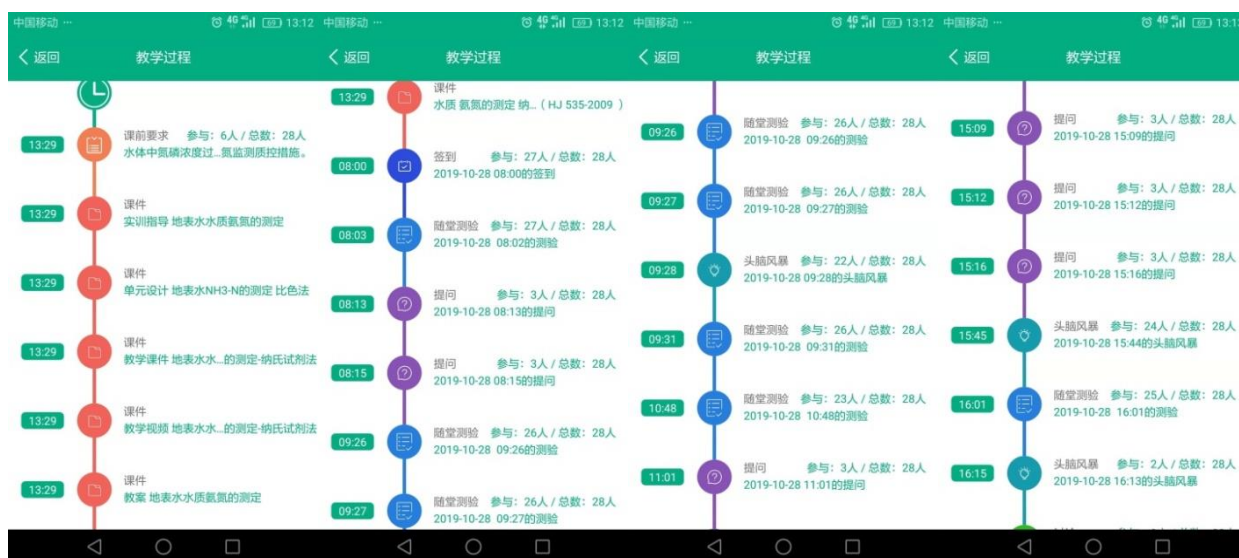 中国移动 ···
4G 4G 69 13:12
返回
教学过程
13:29
课前要求 参与：6人 / 总数：28人
水体中氮磷浓度过...氮监测质控措施。
13:29
课件
实训指导 地表水水质氨氮的测定
13:29
课件
单元设计 地表水NH3-N的测定 比色法
13:29
课件
教学课件 地表水水...的测定-纳氏试剂法
13:29
课件
教学视频 地表水水...的测定-纳氏试剂法
13:29
课件
教案 地表水水质氨氮的测定
中国移动 ···
4G 4G 69 13:12
返回
教学过程
13:29
课件
水质 氨氮的测定 纳...（ HJ 535-2009 ）
08:00
签到 参与：27人 / 总数：28人
2019-10-28 08:00的签到
08:03
随堂测验 参与：27人 / 总数：28人
2019-10-28 08:02的测验
08:13
提问 参与：3人 / 总数：28人
2019-10-28 08:13的提问
08:15
提问 参与：3人 / 总数：28人
2019-10-28 08:15的提问
09:26
随堂测验 参与：26人 / 总数：28人
2019-10-28 09:26的测验
09:27
随堂测验 参与：26人 / 总数：28人
2019-10-28 09:27的测验
中国移动 ···
4G 4G 69 13:12
返回
教学过程
09:26
随堂测验 参与：26人 / 总数：28人
2019-10-28 09:26的测验
09:27
随堂测验 参与：26人 / 总数：28人
2019-10-28 09:27的测验
09:28
头脑风暴 参与：22人 / 总数：28人
2019-10-28 09:28的头脑风暴
09:31
随堂测验 参与：26人 / 总数：28人
2019-10-28 09:31的测验
10:48
随堂测验 参与：23人 / 总数：28人
2019-10-28 10:48的测验
11:01
提问 参与：3人 / 总数：28人
2019-10-28 11:01的提问
中国移动 ···
4G 4G 69 13:1
返回
教学过程
15:09
提问 参与：3人 / 总数：28人
2019-10-28 15:09的提问
15:12
提问 参与：3人 / 总数：28人
2019-10-28 15:12的提问
15:16
提问 参与：3人 / 总数：28人
2019-10-28 15:16的提问
15:45
头脑风暴 参与：24人 / 总数：28人
2019-10-28 15:44的头脑风暴
16:01
随堂测验 参与：25人 / 总数：28人
2019-10-28 16:01的测验
16:15
头脑风暴 参与：2人 / 总数：28人
2019-10-28 16:13的头脑风暴